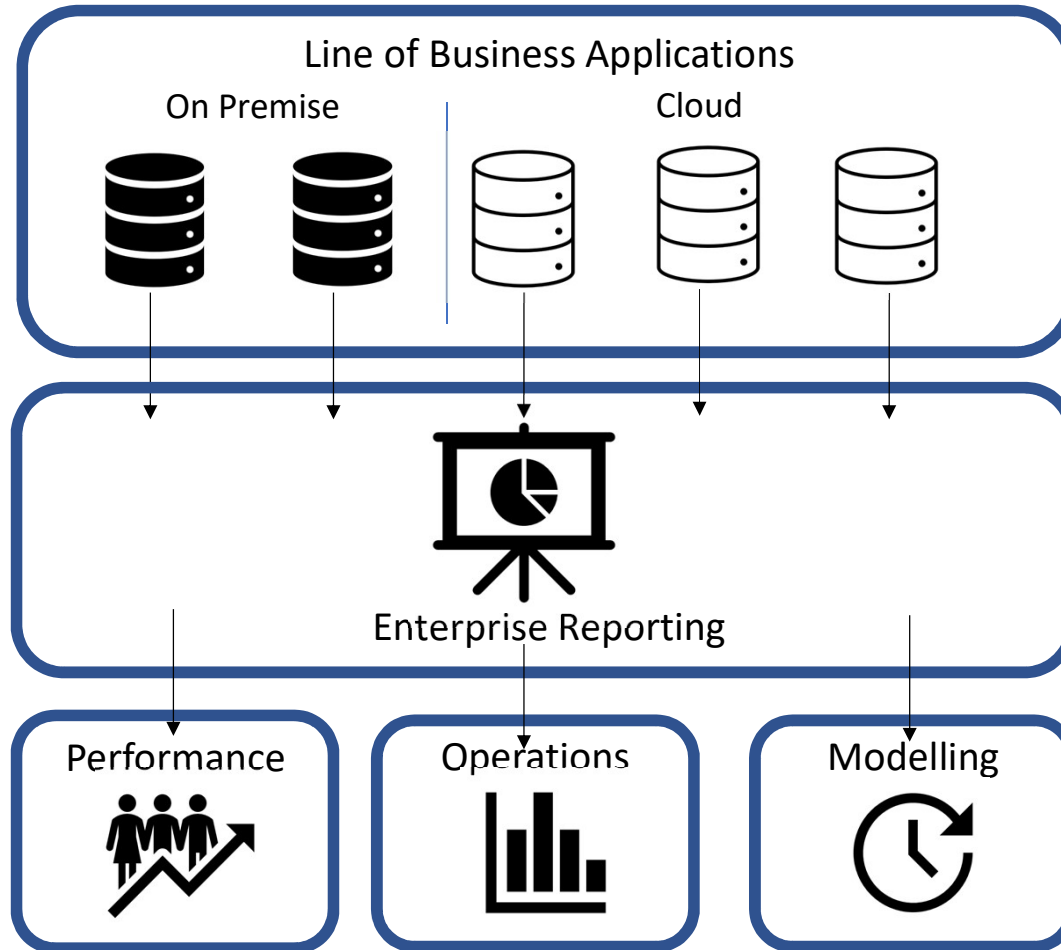 Line of Business Applications
On Premise
Cloud
Enterprise Reporting
Performance
Operations
Modelling